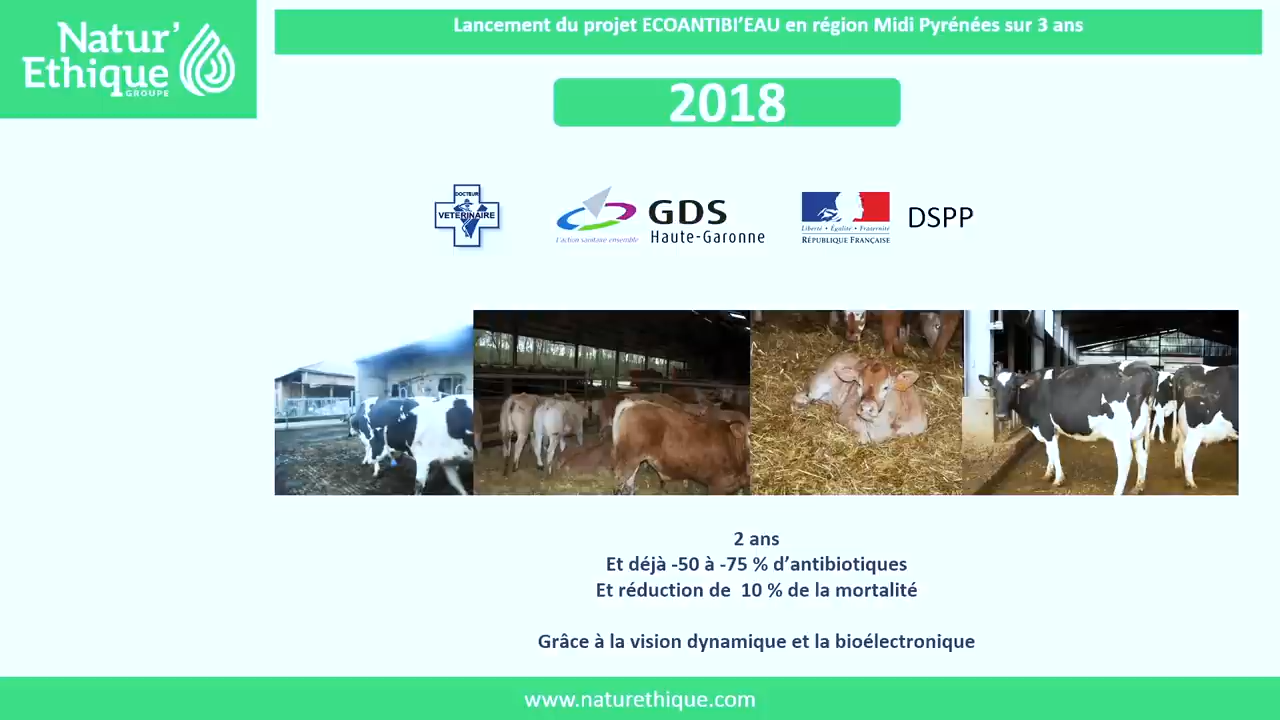 Natur'
Ethique
GROUPE
Lancement du projet ECOANTIBI’EAU en région Midi Pyrénées sur 3 ans
2018
DOCTEUR
VETERINAIRE
L'action sanitaire ensemble
GDS
Haute-Garonne
Liberté • Égalité • Fraternité
RÉPUBLIQUE FRANÇAISE
DSPP
2 ans
Et déjà -50 à -75 % d’antibiotiques
Et réduction de 10 % de la mortalité
Grâce à la vision dynamique et la bioélectronique
www.naturethique.com